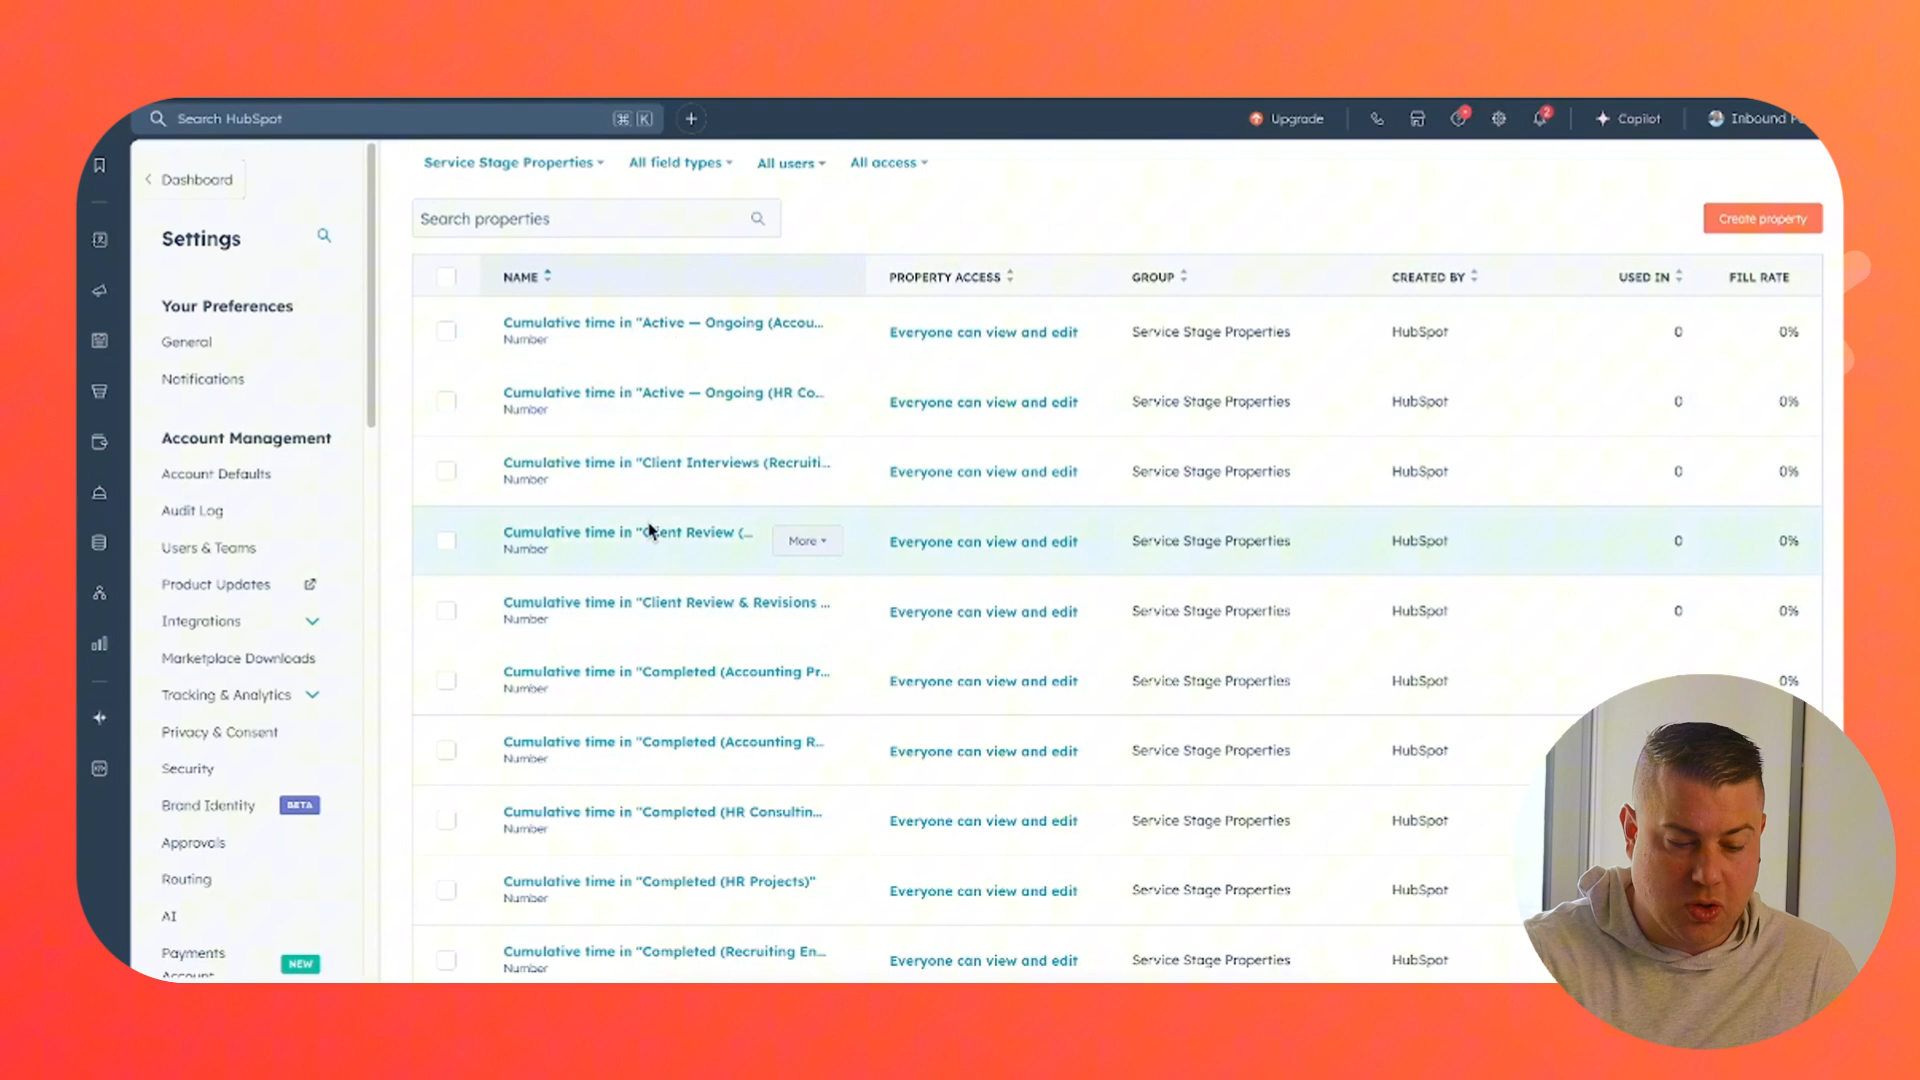 Search HubSpot
⌘ K
+
Upgrade
2
Copilot
Inbound
Dashboard
Settings
Your Preferences
General
Notifications
Account Management
Account Defaults
Audit Log
Users & Teams
Product Updates
Integrations
Marketplace Downloads
Tracking & Analytics
Privacy & Consent
Security
Brand Identity BETA
Approvals
Routing
AI
Payments NEW
Account
Service Stage Properties All field types All users All access
Search properties
Create property
NAME PROPERTY ACCESS GROUP CREATED BY USED IN FILL RATE
Cumulative time in "Active — Ongoing (Accou...
Number
Everyone can view and edit Service Stage Properties HubSpot 0 0%
Cumulative time in "Active — Ongoing (HR Co...
Number
Everyone can view and edit Service Stage Properties HubSpot 0 0%
Cumulative time in "Client Interviews (Recruiti...
Number
Everyone can view and edit Service Stage Properties HubSpot 0 0%
Cumulative time in "Client Review (...
Number
More
Everyone can view and edit Service Stage Properties HubSpot 0 0%
Cumulative time in "Client Review & Revisions ...
Number
Everyone can view and edit Service Stage Properties HubSpot 0 0%
Cumulative time in "Completed (Accounting Pr...
Number
Everyone can view and edit Service Stage Properties HubSpot 0%
Cumulative time in "Completed (Accounting R...
Number
Everyone can view and edit Service Stage Properties HubSpot
Cumulative time in "Completed (HR Consultin...
Number
Everyone can view and edit Service Stage Properties HubSpot
Cumulative time in "Completed (HR Projects)"
Number
Everyone can view and edit Service Stage Properties HubSpot
Cumulative time in "Completed (Recruiting En...
Number
Everyone can view and edit Service Stage Properties HubSpot